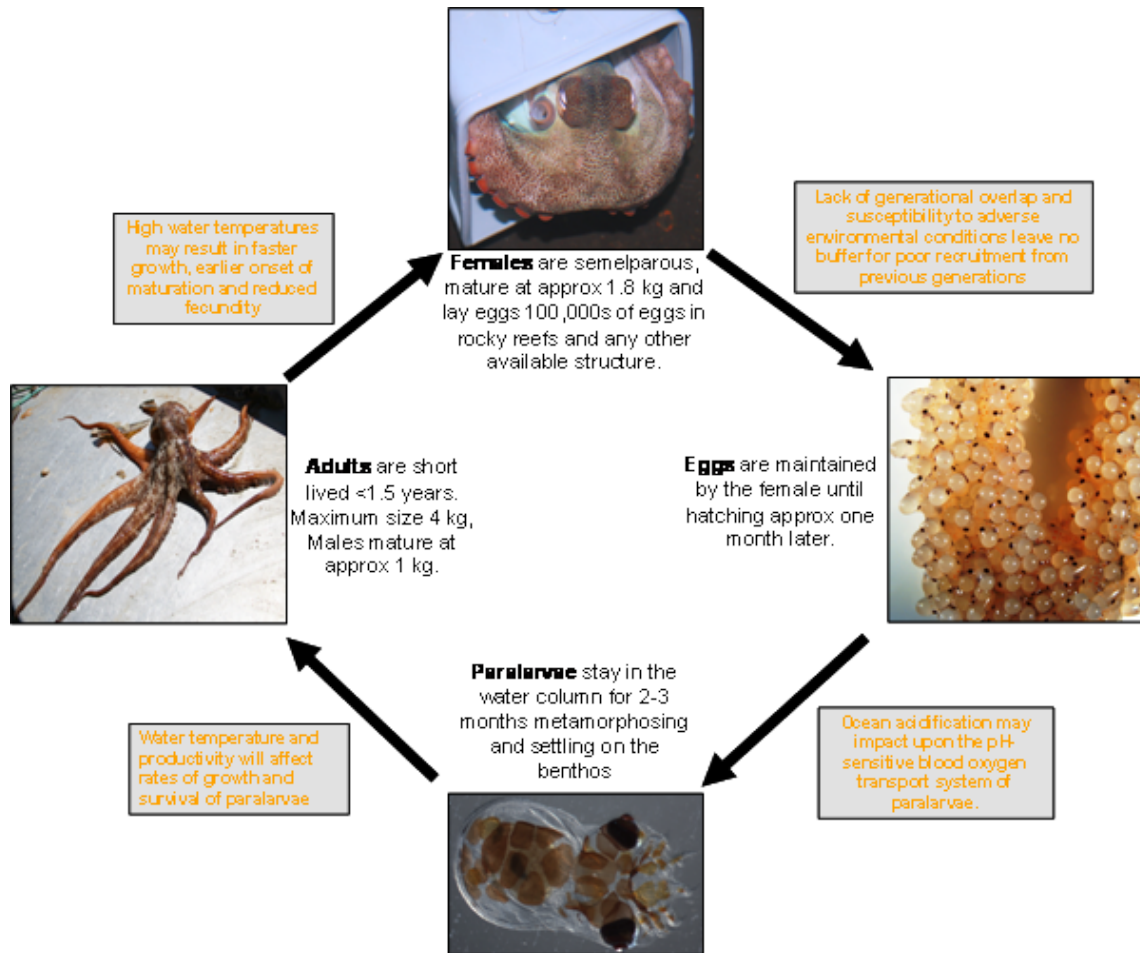 High water temperatures
may result in faster
growth, earlier onset of
maturation and reduced
fecundity
Females are semelparous,
mature at approx 1.8 kg and
lay eggs 100,000s of eggs in
rocky reefs and any other
available structure.
Lack of generational overlap and
susceptibility to adverse
environmental conditions leave no
buffer for poor recruitment from
previous generations
Adults are short
lived <1.5 years.
Maximum size 4 kg,
Males mature at
approx 1 kg.
Eggs are maintained
by the female until
hatching approx one
month later.
Paralarvae stay in the
water column for 2-3
months metamorphosing
and settling on the
benthos
Water temperature and
productivity will affect
rates of growth and
survival of paralarvae
Ocean acidification may
impact upon the pH-
sensitive blood oxygen
transport system of
paralarvae.